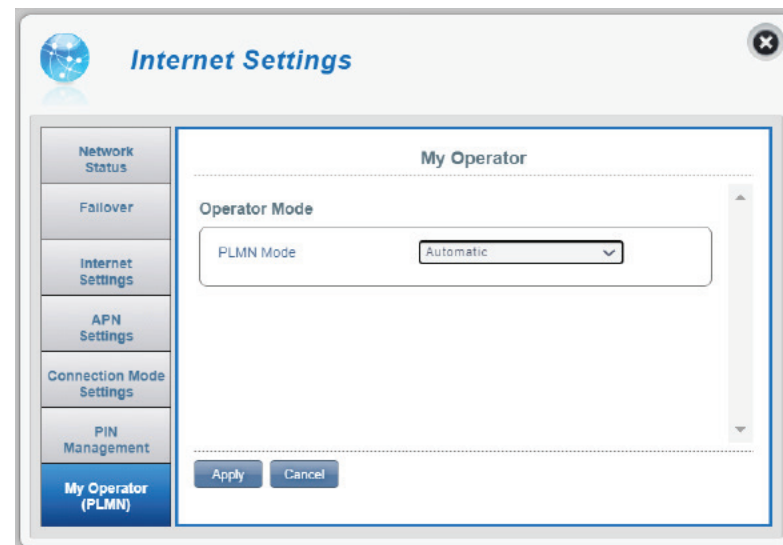 Internet Settings
Network
Status
Failover
Internet
Settings
APN
Settings
Connection Mode
Settings
PIN
Management
My Operator
(PLMN)
My Operator
Operator Mode
PLMN Mode
Automatic
Apply
Cancel